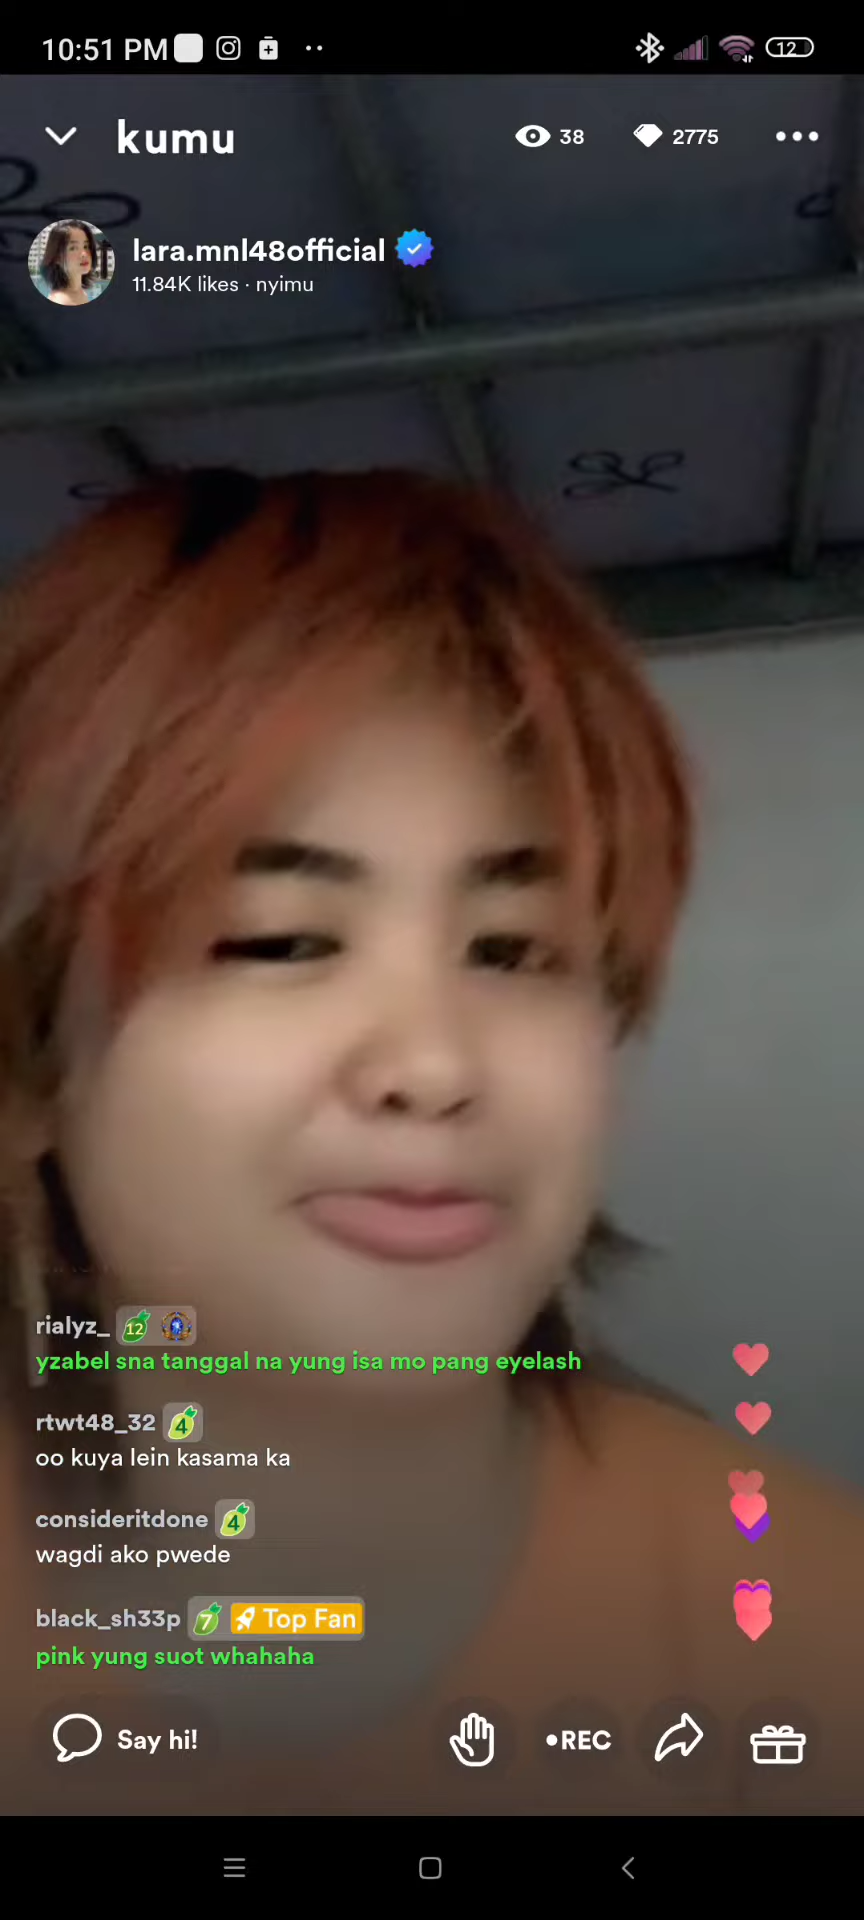 10:51 PM
12
kumu
38
2775
lara.mnl48official
11.84K likes · nyimu
rialyz_ 12
yzabel sna tanggal na yung isa mo pang eyelash
rtwt48_32 4
oo kuya lein kasama ka
consideritdone 4
wagdi ako pwede
black_sh33p 7 Top Fan
pink yung suot whahaha
Say hi!
•REC